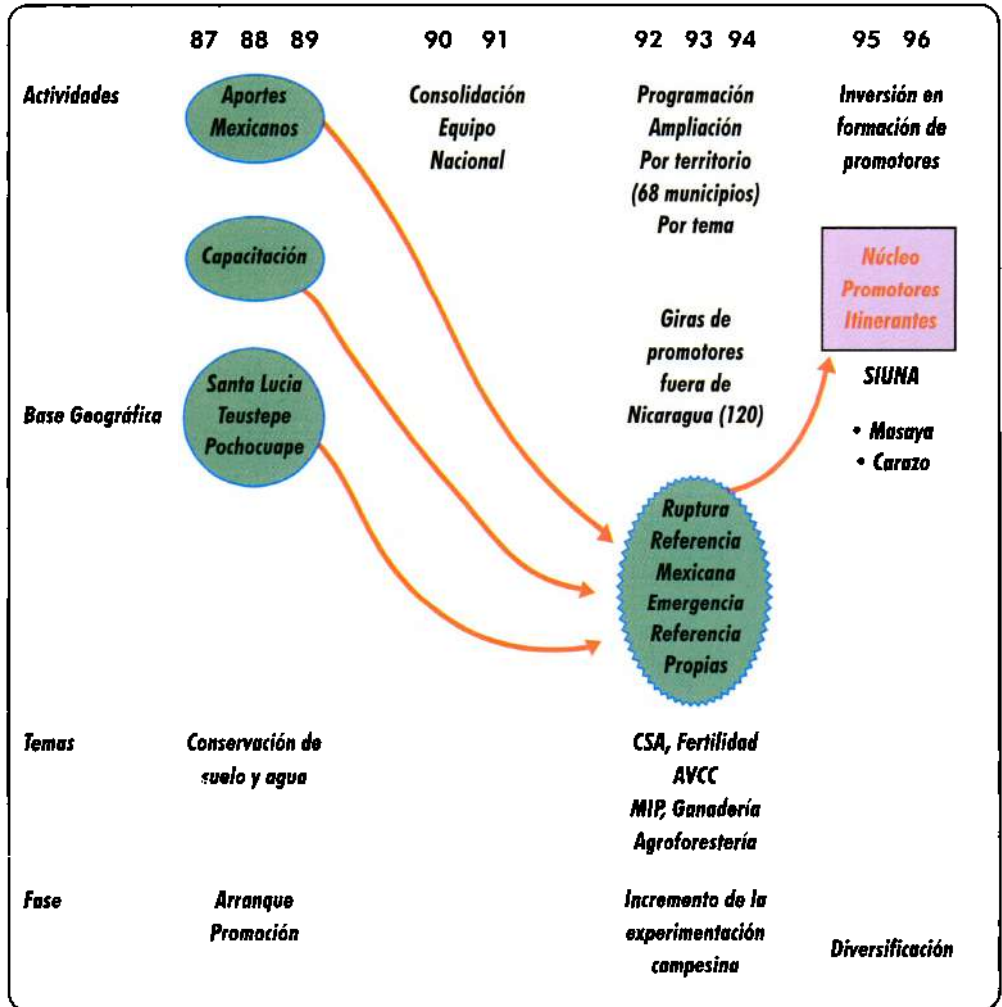 87 88 89 90 91 92 93 94 95 96
Actividades
Aportes
Mexicanos
Consolidación
Equipo
Nacional
Programación
Ampliación
Por territorio
(68 municipios)
Por tema
Inversión en
formación de
promotores
Capacitación
Núcleo
Promotores
Itinerantes
Giras de
promotores
fuera de
Nicaragua (120)
SIUNA
• Masaya
• Carazo
Base Geográfica
Santa Lucia
Teustepe
Pochocuape
Ruptura
Referencia
Mexicana
Emergencia
Referencia
Propias
Temas
Conservación de
suelo y agua
CSA, Fertilidad
AVCC
MIP, Ganadería
Agroforestería
Fase
Arranque
Promoción
Incremento de la
experimentación
campesina
Diversificación